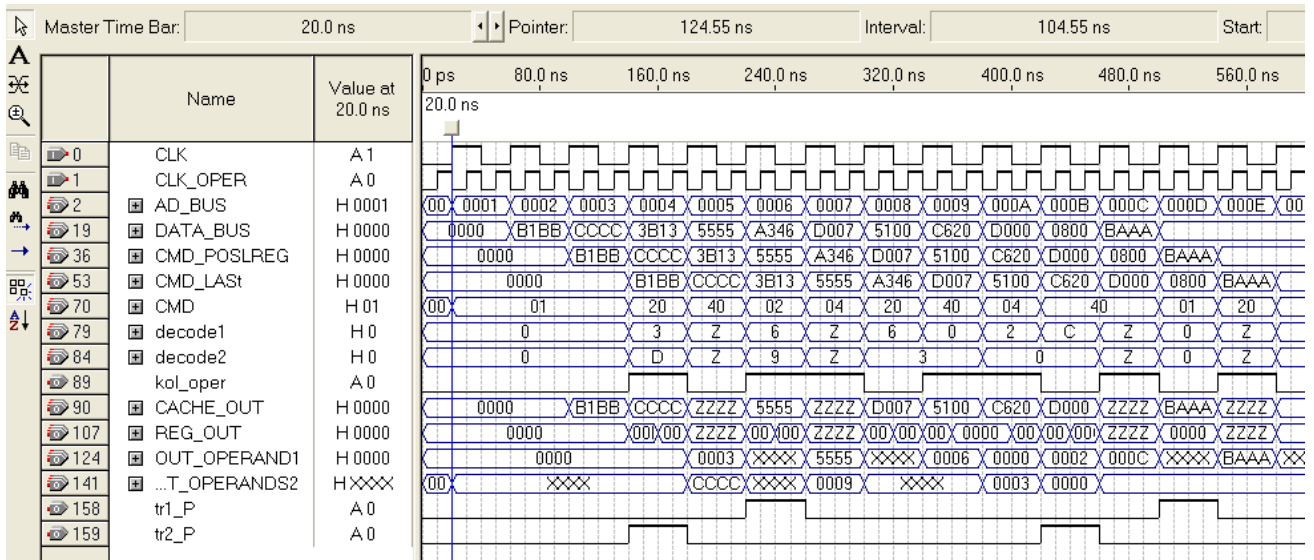 Master Time Bar: 20.0 ns Pointer: 124.55 ns Interval: 104.55 ns Start:
A
Name Value at 20.0 ns 0 ps 80.0 ns 160.0 ns 240.0 ns 320.0 ns 400.0 ns 480.0 ns 560.0 ns
20.0 ns
0 CLK A 1
1 CLK_OPER A 0
2 AD_BUS H 0001 00 0001 0002 0003 0004 0005 0006 0007 0008 0009 000A 000B 000C 000D 000E 00
19 DATA_BUS H 0000 0000 B1BB CCCC 3B13 5555 A346 D007 5100 C620 D000 0800 BAAA
36 CMD_POSLREG H 0000 0000 B1BB CCCC 3B13 5555 A346 D007 5100 C620 D000 0800 BAAA
53 CMD_LASt H 0000 0000 B1BB CCCC 3B13 5555 A346 D007 5100 C620 D000 0800 BAAA
70 CMD H 01 00 01 20 40 02 04 20 40 04 40 01 20
79 decode1 H 0 0 3 Z 6 Z 6 0 2 C Z 0 Z
84 decode2 H 0 0 D Z 9 Z 3 0 Z 0 Z
89 kol_oper A 0
90 CACHE_OUT H 0000 0000 B1BB CCCC ZZZZ 5555 ZZZZ D007 5100 C620 D000 ZZZZ BAAA ZZZZ
107 REG_OUT H 0000 0000 00 00 ZZZZ 00 00 ZZZZ 00 00 00 0000 00 00 00 ZZZZ 0000 ZZZZ
124 OUT_OPERAND1 H 0000 0000 0003 XXXX 5555 XXXX 0006 0000 0002 000C XXXX BAAA XX
141 ...T_OPERANDS2 H XXXX 00 XXXX CCCC XXXX 0009 XXXX 0003 0000
158 tr1_P A 0
159 tr2_P A 0